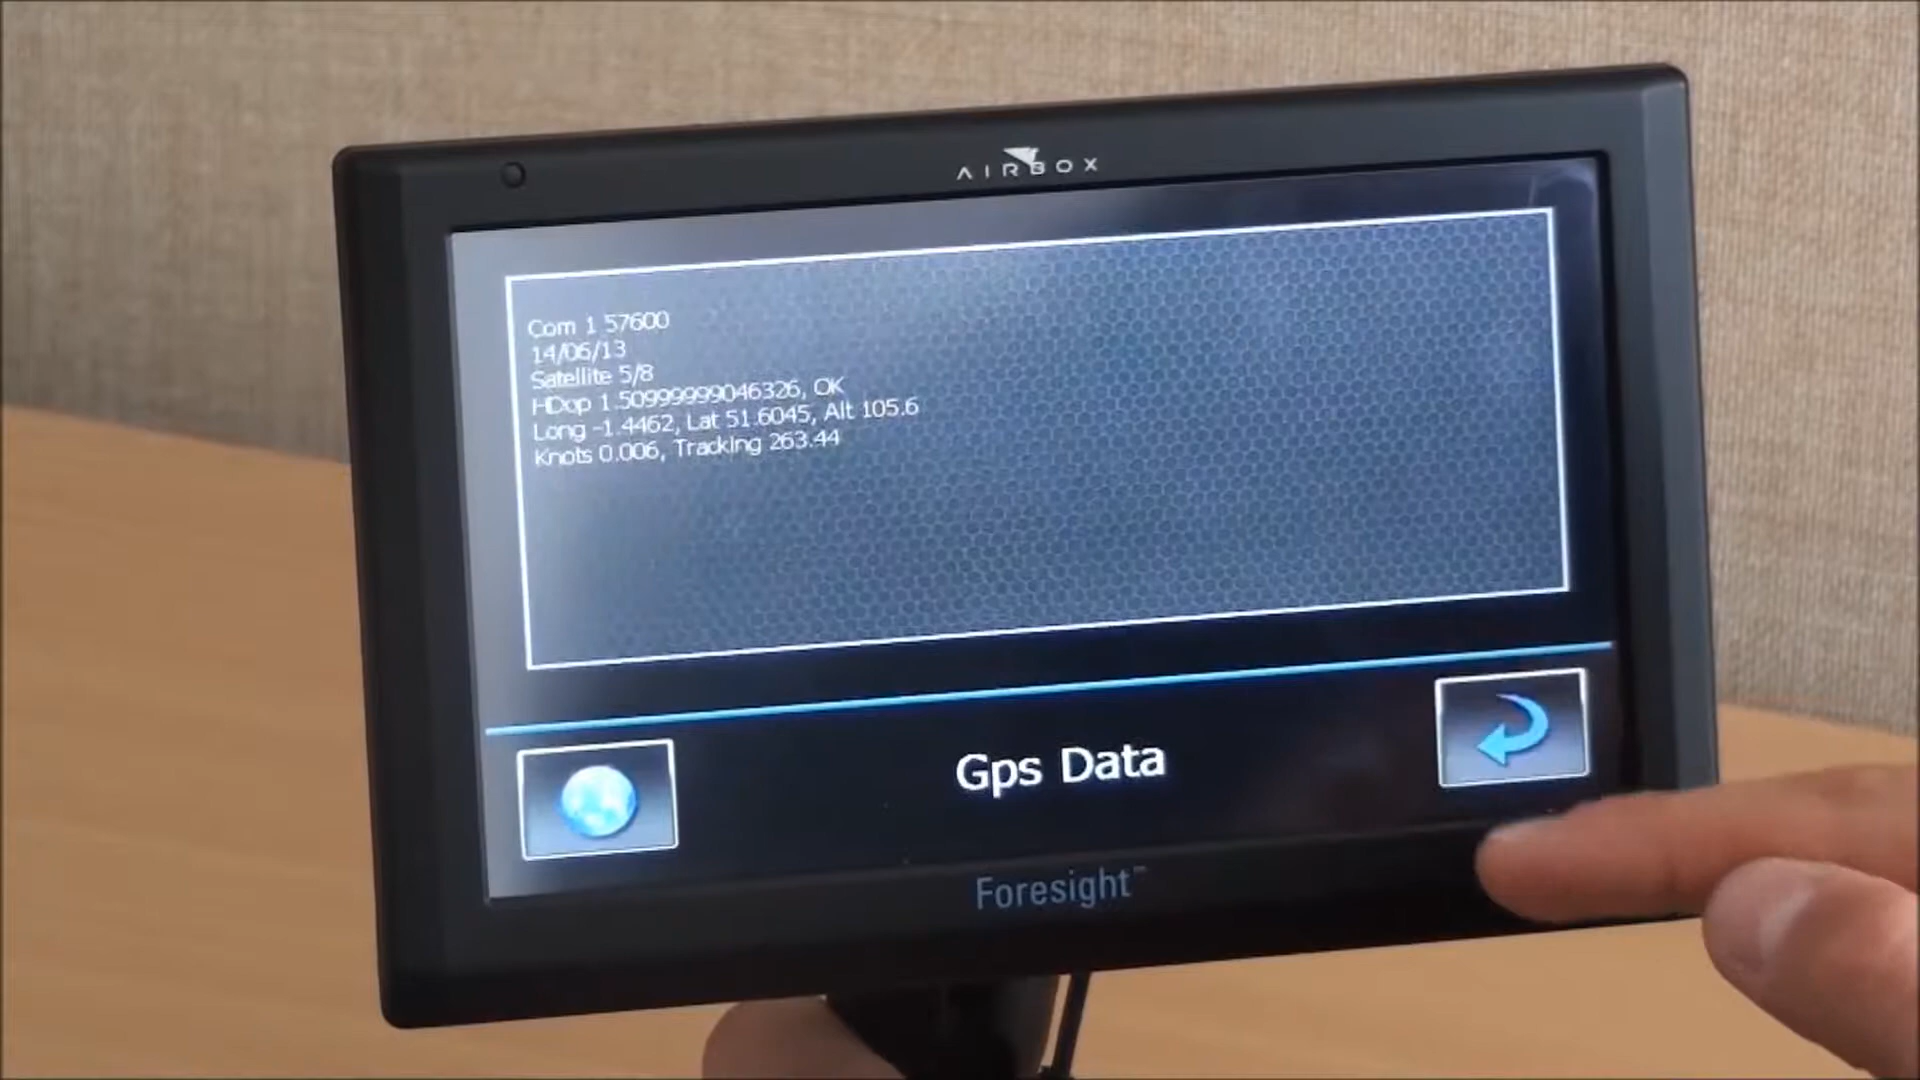 AIRBOX
Com 1 57600
14/06/13
Satellite 5/8
HDop 1.50999999046326, OK
Long -1.4462, Lat 51.6045, Alt 105.6
Knots 0.006, Tracking 263.44
Gps Data
Foresight™